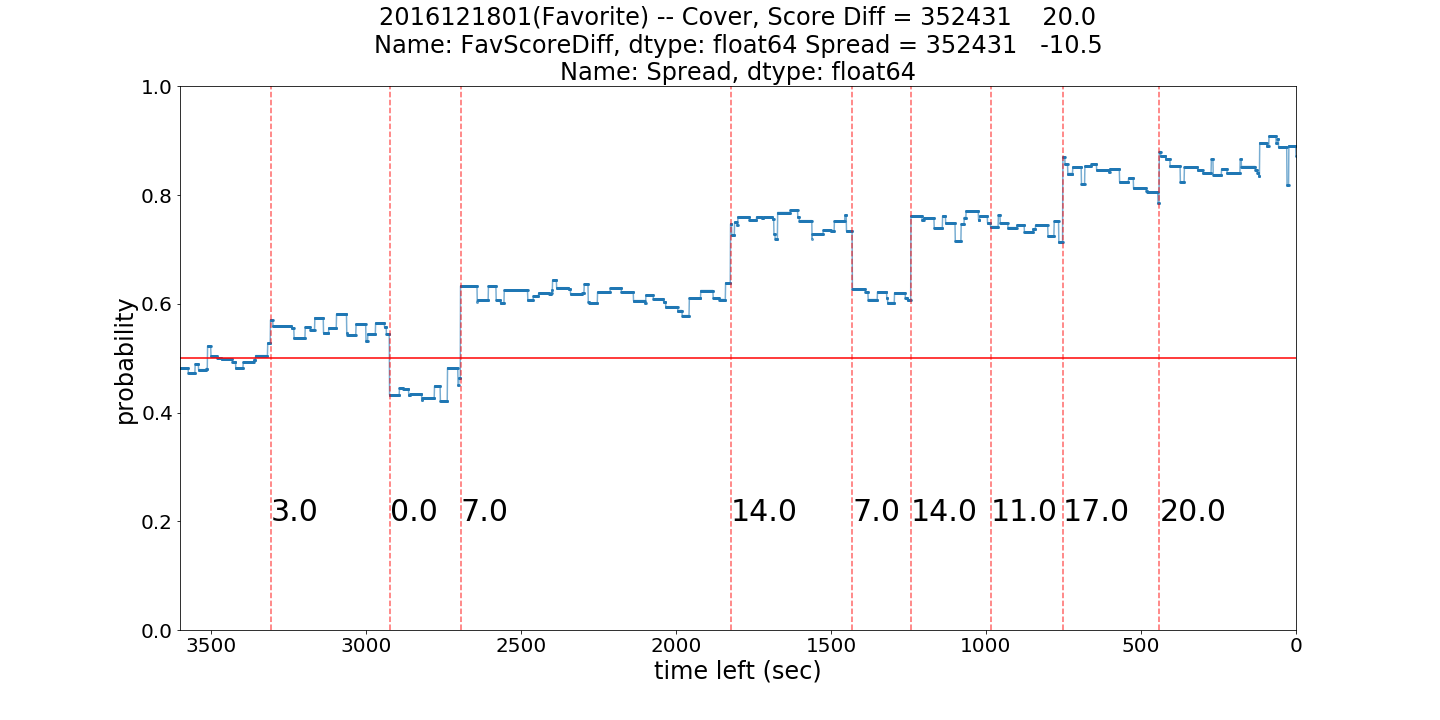 2016121801(Favorite) -- Cover, Score Diff = 352431    20.0
Name: FavScoreDiff, dtype: float64 Spread = 352431   -10.5
Name: Spread, dtype: float64
1.0
0.8
0.6
0.4
0.2
0.0
probability
3.0 0.0 7.0 14.0 7.0 14.0 11.0 17.0 20.0
3500 3000 2500 2000 1500 1000 500 0
time left (sec)